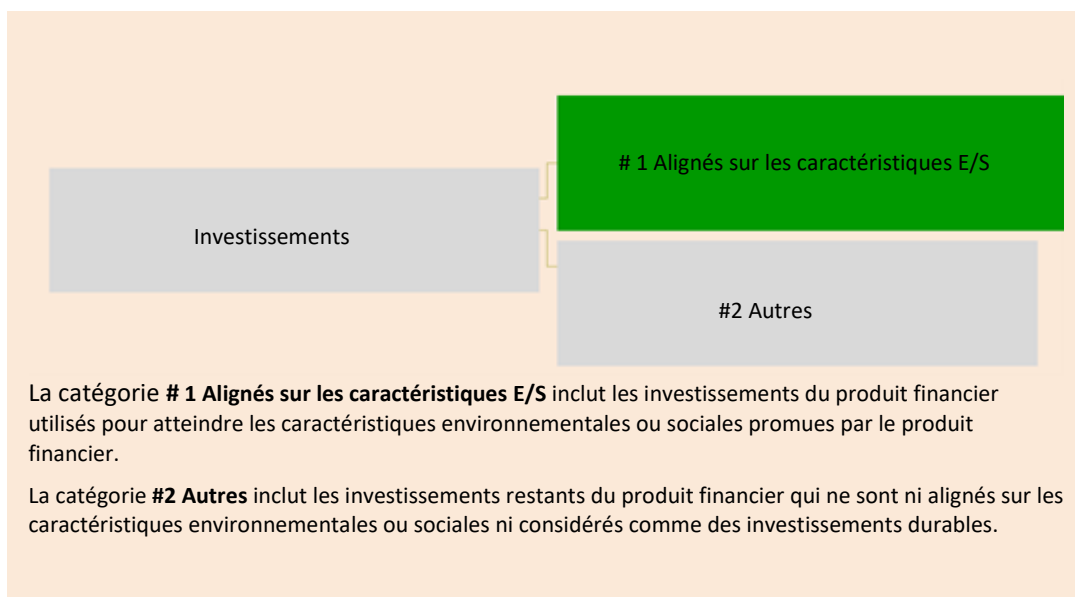 # 1 Alignés sur les caractéristiques E/S
Investissements
#2 Autres
La catégorie # 1 Alignés sur les caractéristiques E/S inclut les investissements du produit financier
utilisés pour atteindre les caractéristiques environnementales ou sociales promues par le produit
financier.
La catégorie #2 Autres inclut les investissements restants du produit financier qui ne sont ni alignés sur les
caractéristiques environnementales ou sociales ni considérés comme des investissements durables.